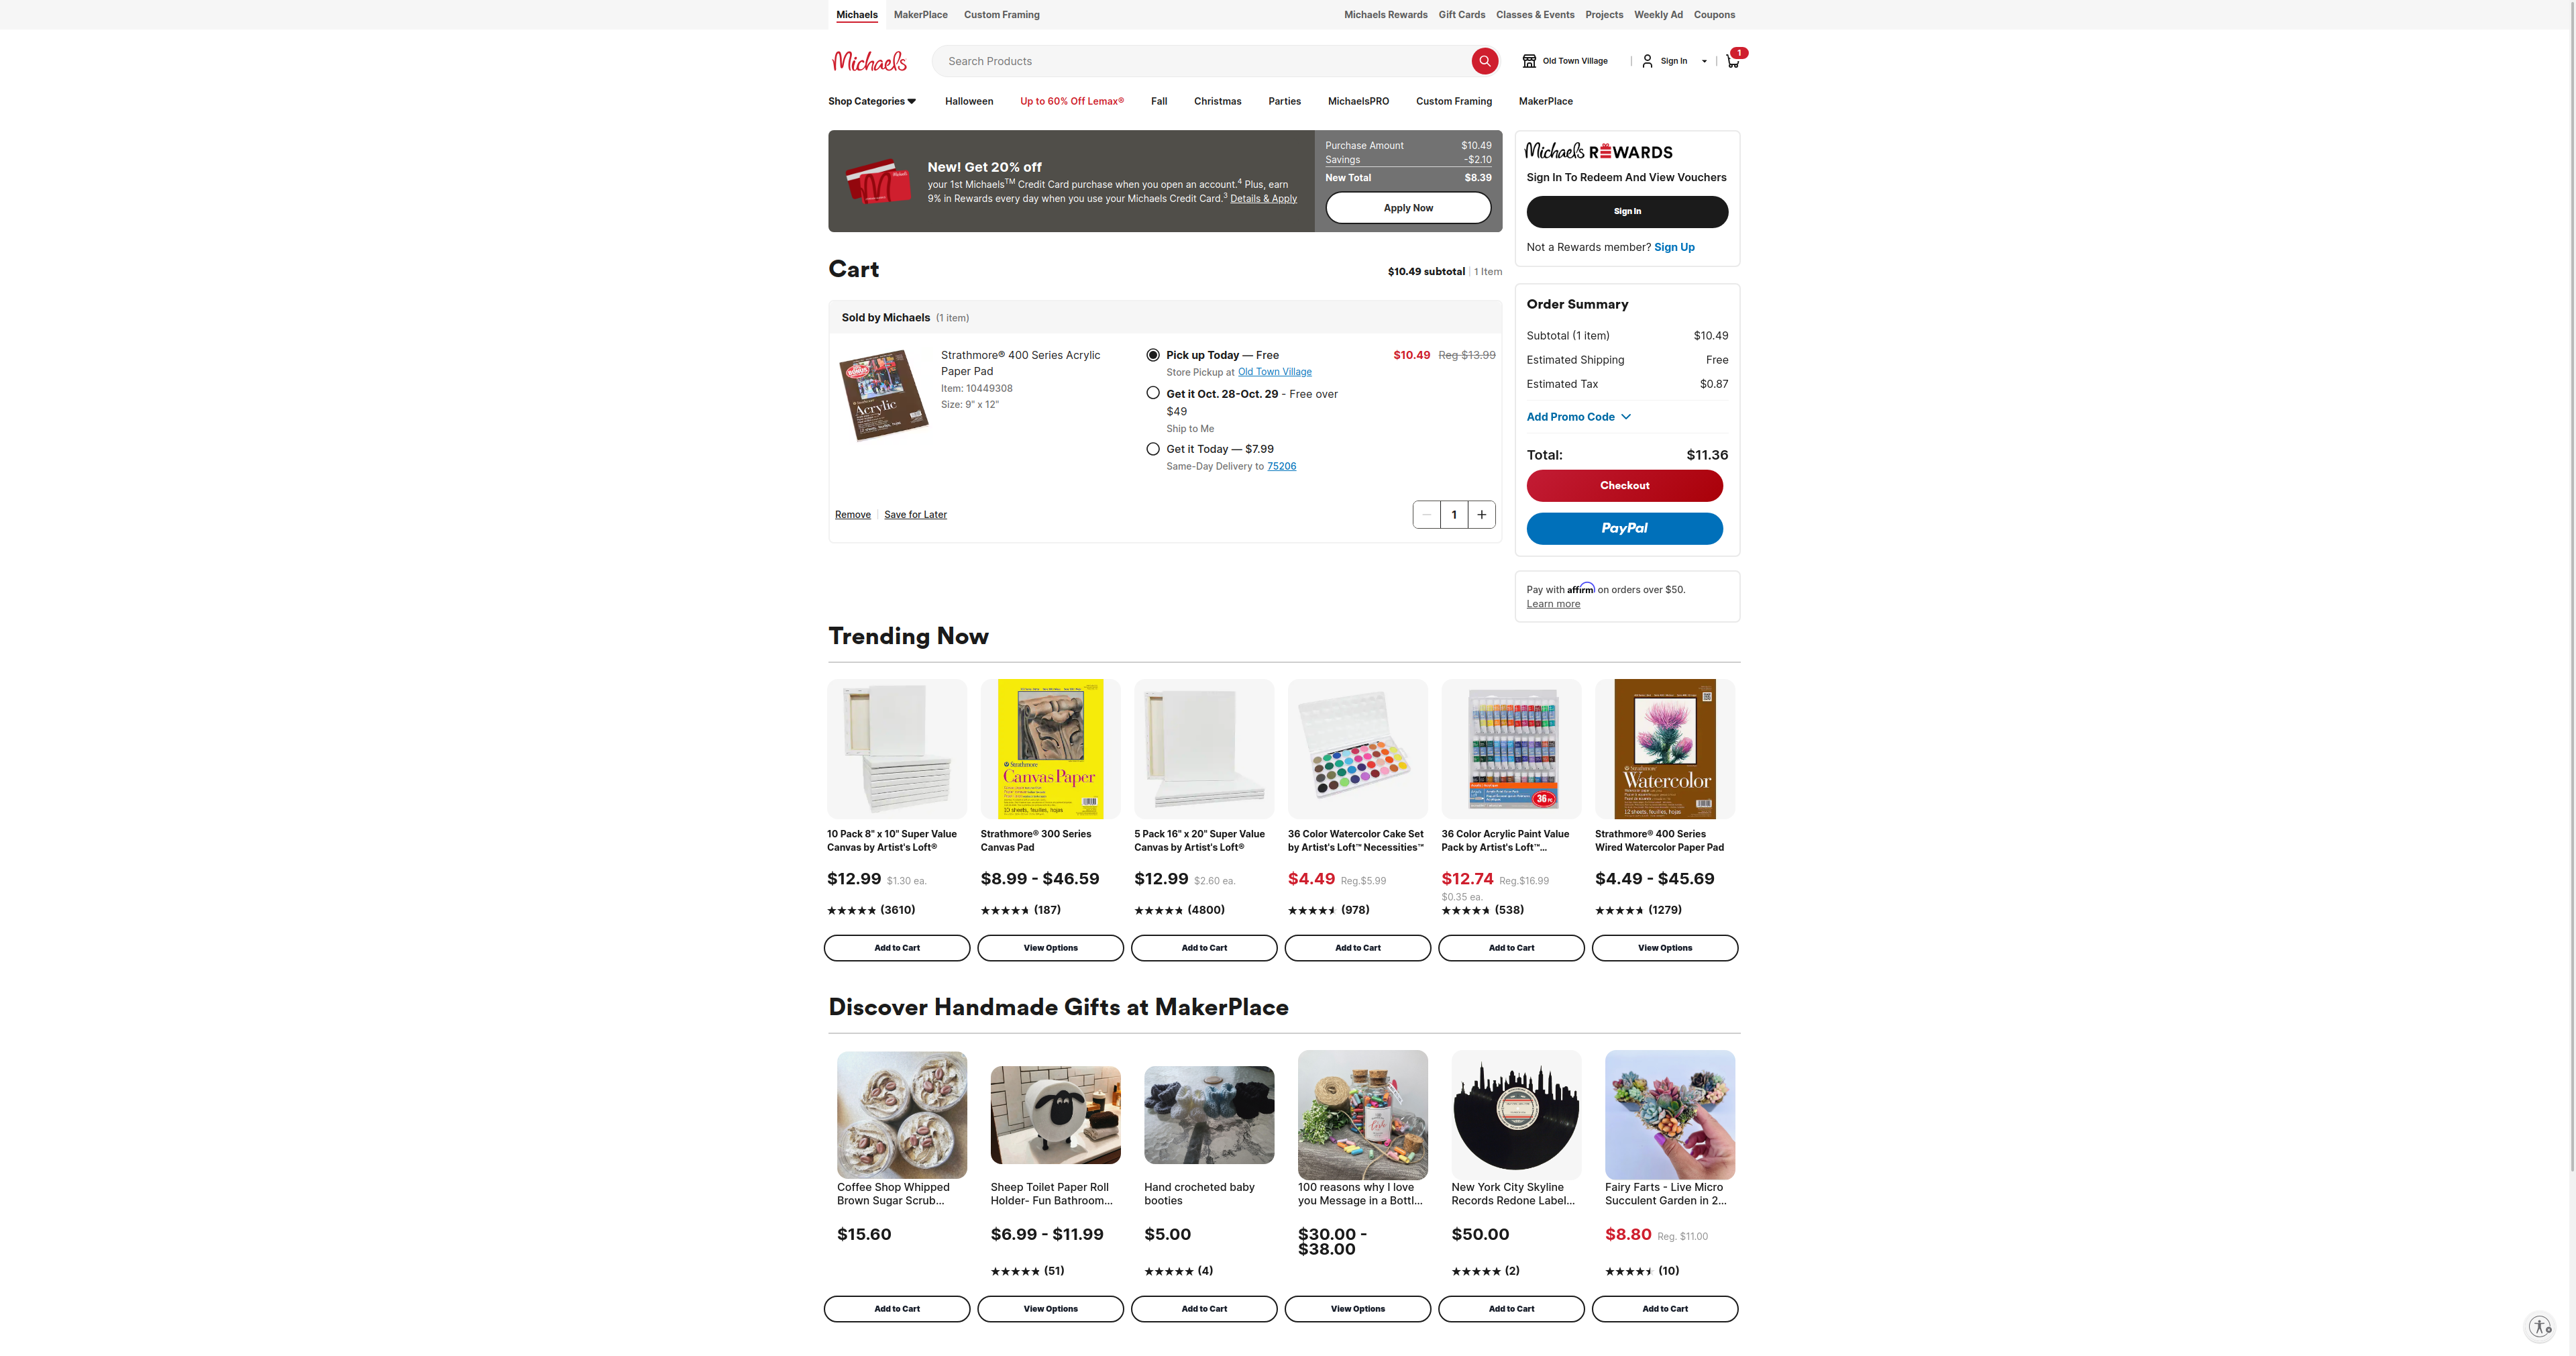 Michaels MakerPlace Custom Framing Michaels Rewards Gift Cards Classes & Events Projects Weekly Ad Coupons
Michaels Search Products Old Town Village Sign In 1
Shop Categories Halloween Up to 60% Off Lemax® Fall Christmas Parties MichaelsPRO Custom Framing MakerPlace
New! Get 20% off
your 1st Michaels™ Credit Card purchase when you open an account.⁴ Plus, earn
9% in Rewards every day when you use your Michaels Credit Card.³ Details & Apply
Purchase Amount $10.49
Savings -$2.10
New Total $8.39
Apply Now
Michaels REWARDS
Sign In To Redeem And View Vouchers
Sign In
Not a Rewards member? Sign Up
Cart
$10.49 subtotal | 1 Item
Sold by Michaels (1 item)
Acrylic
Strathmore® 400 Series Acrylic
Paper Pad
Item: 10449308
Size: 9" x 12"
Pick up Today — Free
Store Pickup at Old Town Village
Get it Oct. 28-Oct. 29 - Free over
$49
Ship to Me
Get it Today — $7.99
Same-Day Delivery to 75206
$10.49 Reg $13.99
Remove | Save for Later
− 1 +
Order Summary
Subtotal (1 item) $10.49
Estimated Shipping Free
Estimated Tax $0.87
Add Promo Code
Total: $11.36
Checkout
PayPal
Pay with affirm on orders over $50.
Learn more
Trending Now
Strathmore
Canvas Paper
36 PC
Strathmore
Watercolor
10 Pack 8" x 10" Super Value
Canvas by Artist's Loft®
$12.99 $1.30 ea.
(3610)
Add to Cart
Strathmore® 300 Series
Canvas Pad
$8.99 - $46.59
(187)
View Options
5 Pack 16" x 20" Super Value
Canvas by Artist's Loft®
$12.99 $2.60 ea.
(4800)
Add to Cart
36 Color Watercolor Cake Set
by Artist's Loft™ Necessities™
$4.49 Reg.$5.99
(978)
Add to Cart
36 Color Acrylic Paint Value
Pack by Artist's Loft™...
$12.74 Reg.$16.99
$0.35 ea.
(538)
Add to Cart
Strathmore® 400 Series
Wired Watercolor Paper Pad
$4.49 - $45.69
(1279)
View Options
Discover Handmade Gifts at MakerPlace
Coffee Shop Whipped
Brown Sugar Scrub...
$15.60
Add to Cart
Sheep Toilet Paper Roll
Holder- Fun Bathroom...
$6.99 - $11.99
(51)
View Options
Hand crocheted baby
booties
$5.00
(4)
Add to Cart
100 reasons why I love
you Message in a Bottl...
$30.00 -
$38.00
View Options
New York City Skyline
Records Redone Label...
$50.00
(2)
Add to Cart
Fairy Farts - Live Micro
Succulent Garden in 2...
$8.80 Reg. $11.00
(10)
Add to Cart